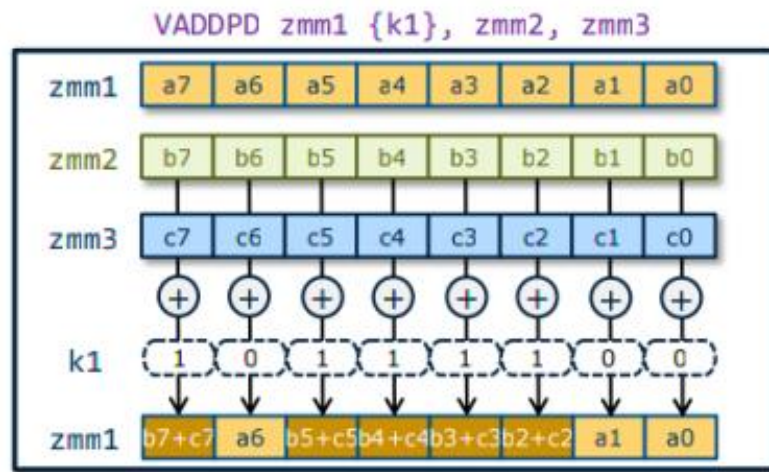 VADDPD zmm1 {k1}, zmm2, zmm3
zmm1 a7 a6 a5 a4 a3 a2 a1 a0
zmm2 b7 b6 b5 b4 b3 b2 b1 b0
zmm3 c7 c6 c5 c4 c3 c2 c1 c0
+ + + + + + + +
k1 1 0 1 1 1 1 0 0
zmm1 b7+c7 a6 b5+c5 b4+c4 b3+c3 b2+c2 a1 a0